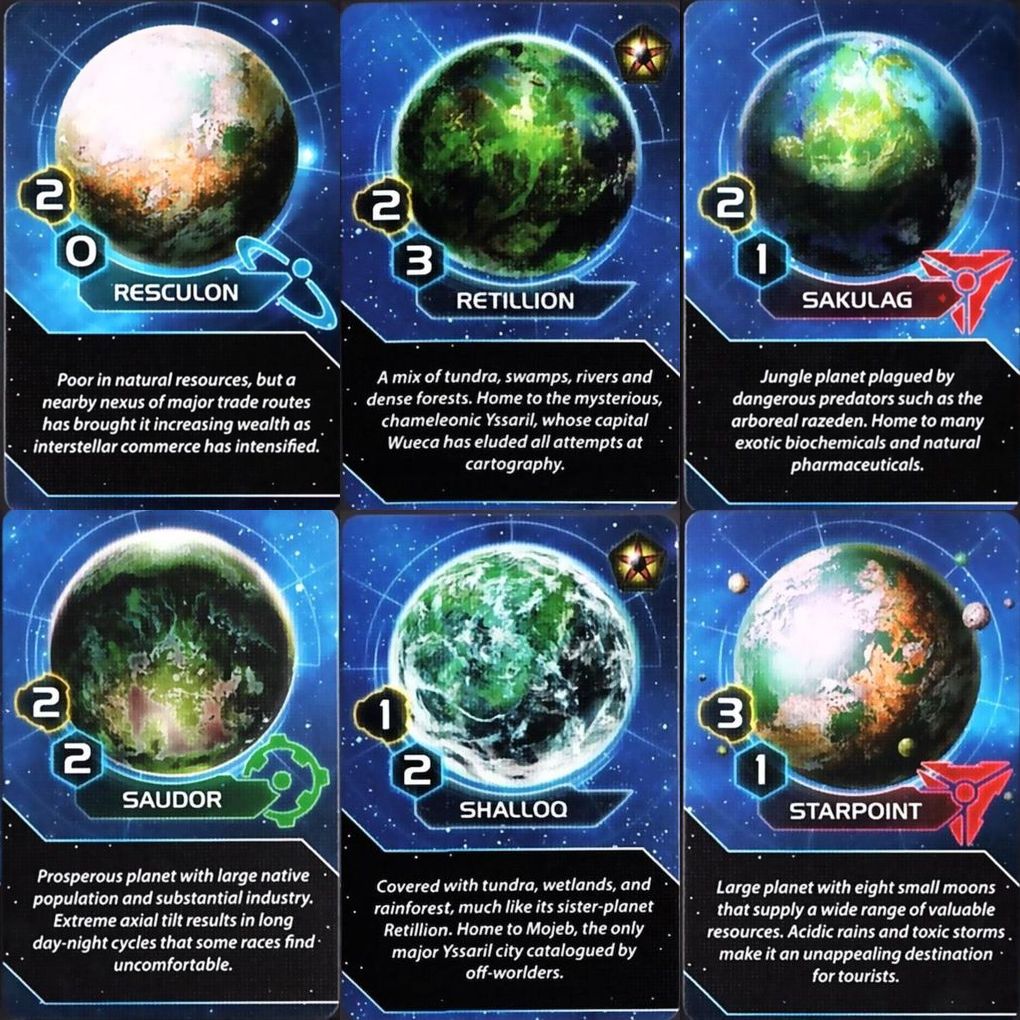 2
0
RESCULON
Poor in natural resources, but a
nearby nexus of major trade routes
has brought it increasing wealth as
interstellar commerce has intensified.
2
3
RETILLION
A mix of tundra, swamps, rivers and
dense forests. Home to the mysterious,
chameleonic Yssaril, whose capital
Wueca has eluded all attempts at
cartography.
2
1
SAKULAG
Jungle planet plagued by
dangerous predators such as the
arboreal razeden. Home to many
exotic biochemicals and natural
pharmaceuticals.
2
2
SAUDOR
Prosperous planet with large native
population and substantial industry.
Extreme axial tilt results in long
day-night cycles that some races find
uncomfortable.
1
2
SHALLOQ
Covered with tundra, wetlands, and
rainforest, much like its sister-planet
Retillion. Home to Mojeb, the only
major Yssaril city catalogued by
off-worlders.
3
1
STARPOINT
Large planet with eight small moons
that supply a wide range of valuable
resources. Acidic rains and toxic storms
make it an unappealing destination
for tourists.